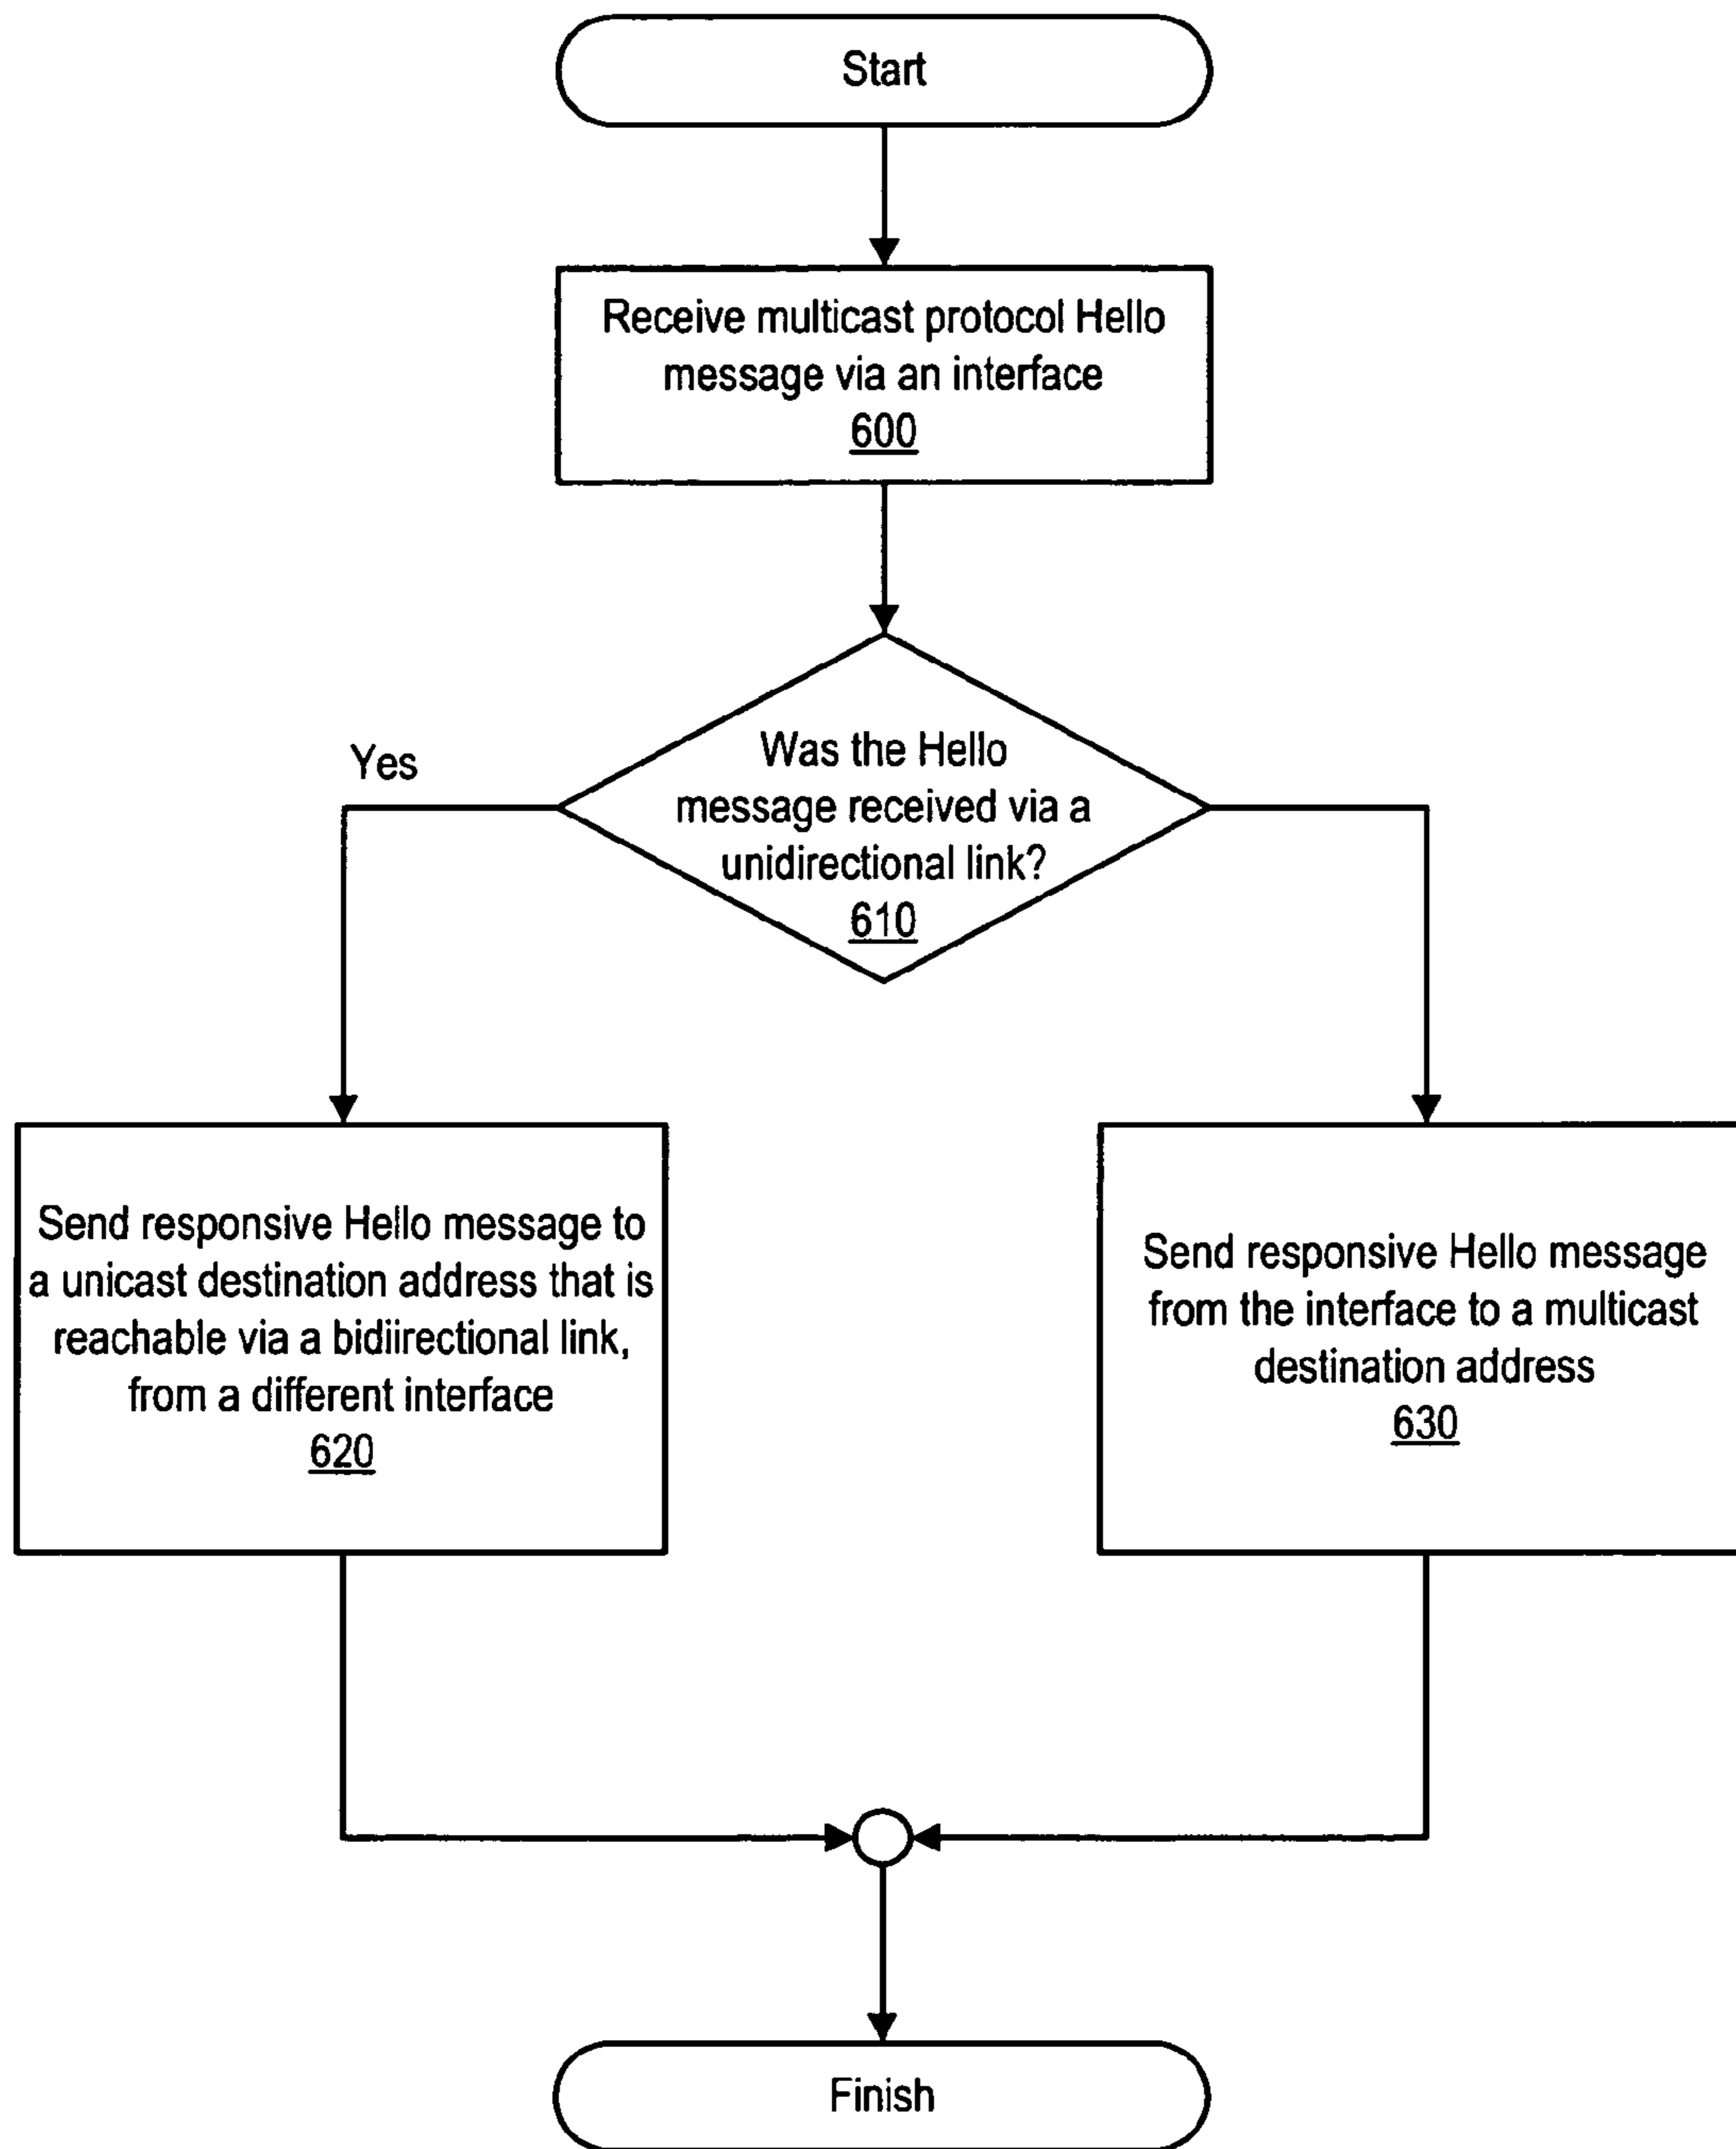 Start
Receive multicast protocol Hello
message via an interface
600
Was the Hello
message received via a
unidirectional link?
610
Yes
Send responsive Hello message to
a unicast destination address that is
reachable via a bidiirectional link,
from a different interface
620
Send responsive Hello message
from the interface to a multicast
destination address
630
Finish